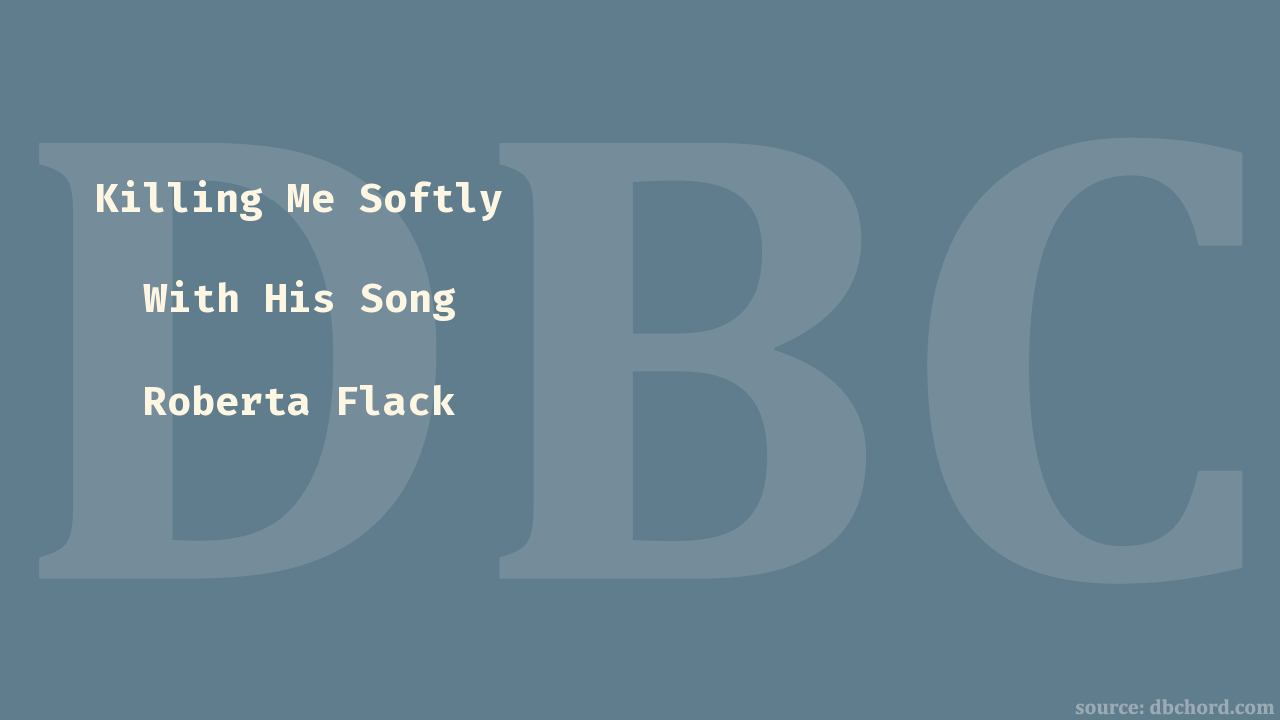 DBC
Killing Me Softly
With His Song
Roberta Flack
source: dbchord.com